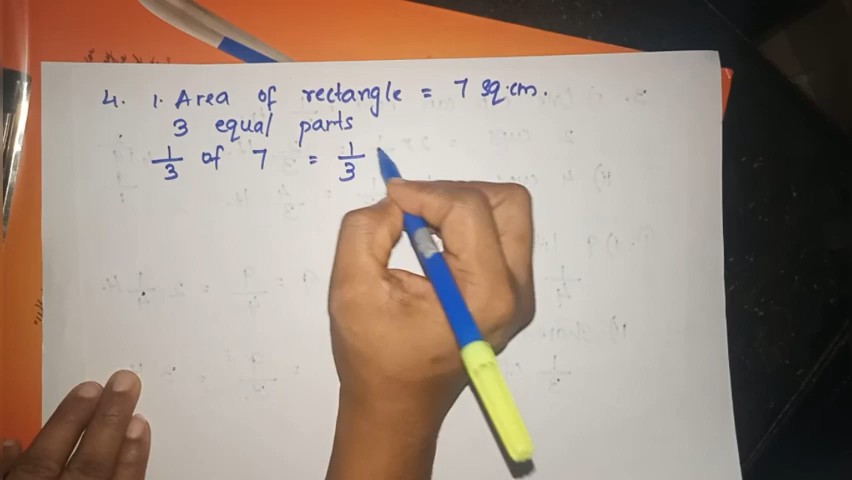 4. 1. Area of rectangle = 7 sq.cm.
3 equal parts
1/3 of 7 = 1/3